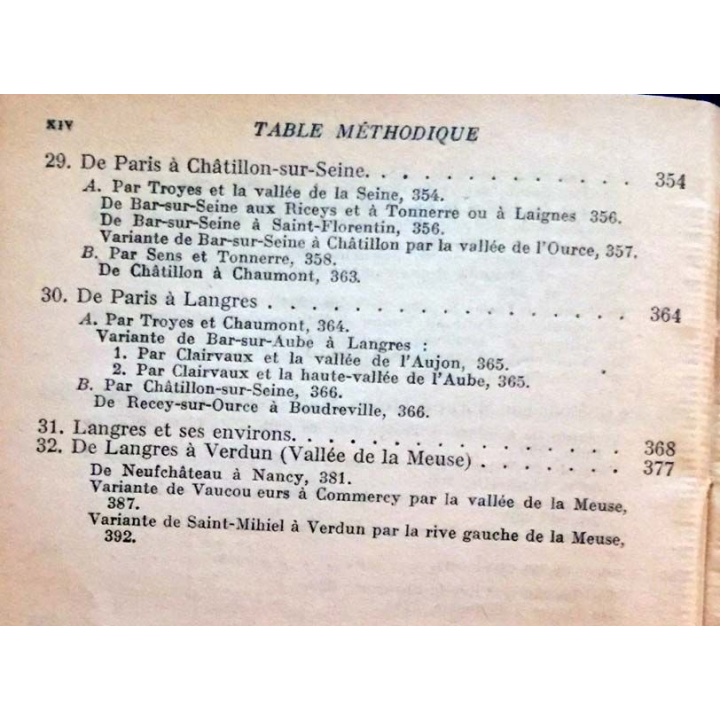 XIV
TABLE MÉTHODIQUE
29. De Paris à Châtillon-sur-Seine. . . . . . . . . . . . . 354
A. Par Troyes et la vallée de la Seine, 354.
De Bar-sur-Seine aux Riceys et à Tonnerre ou à Laignes 356.
De Bar-sur-Seine à Saint-Florentin, 356.
Variante de Bar-sur-Seine à Châtillon par la vallée de l'Ource, 357.
B. Par Sens et Tonnerre, 358.
De Châtillon à Chaumont, 363.
30. De Paris à Langres . . . . . . . . . . . . . . . . 364
A. Par Troyes et Chaumont, 364.
Variante de Bar-sur-Aube à Langres :
1. Par Clairvaux et la vallée de l'Aujon, 365.
2. Par Clairvaux et la haute-vallée de l'Aube, 365.
B. Par Châtillon-sur-Seine, 366.
De Recey-sur-Ource à Boudreville, 366.
31. Langres et ses environs. . . . . . . . . . . . . . . 368
32. De Langres à Verdun (Vallée de la Meuse) . . . . . . . 377
De Neufchâteau à Nancy, 381.
Variante de Vaucou eurs à Commercy par la vallée de la Meuse,
387.
Variante de Saint-Mihiel à Verdun par la rive gauche de la Meuse,
392.